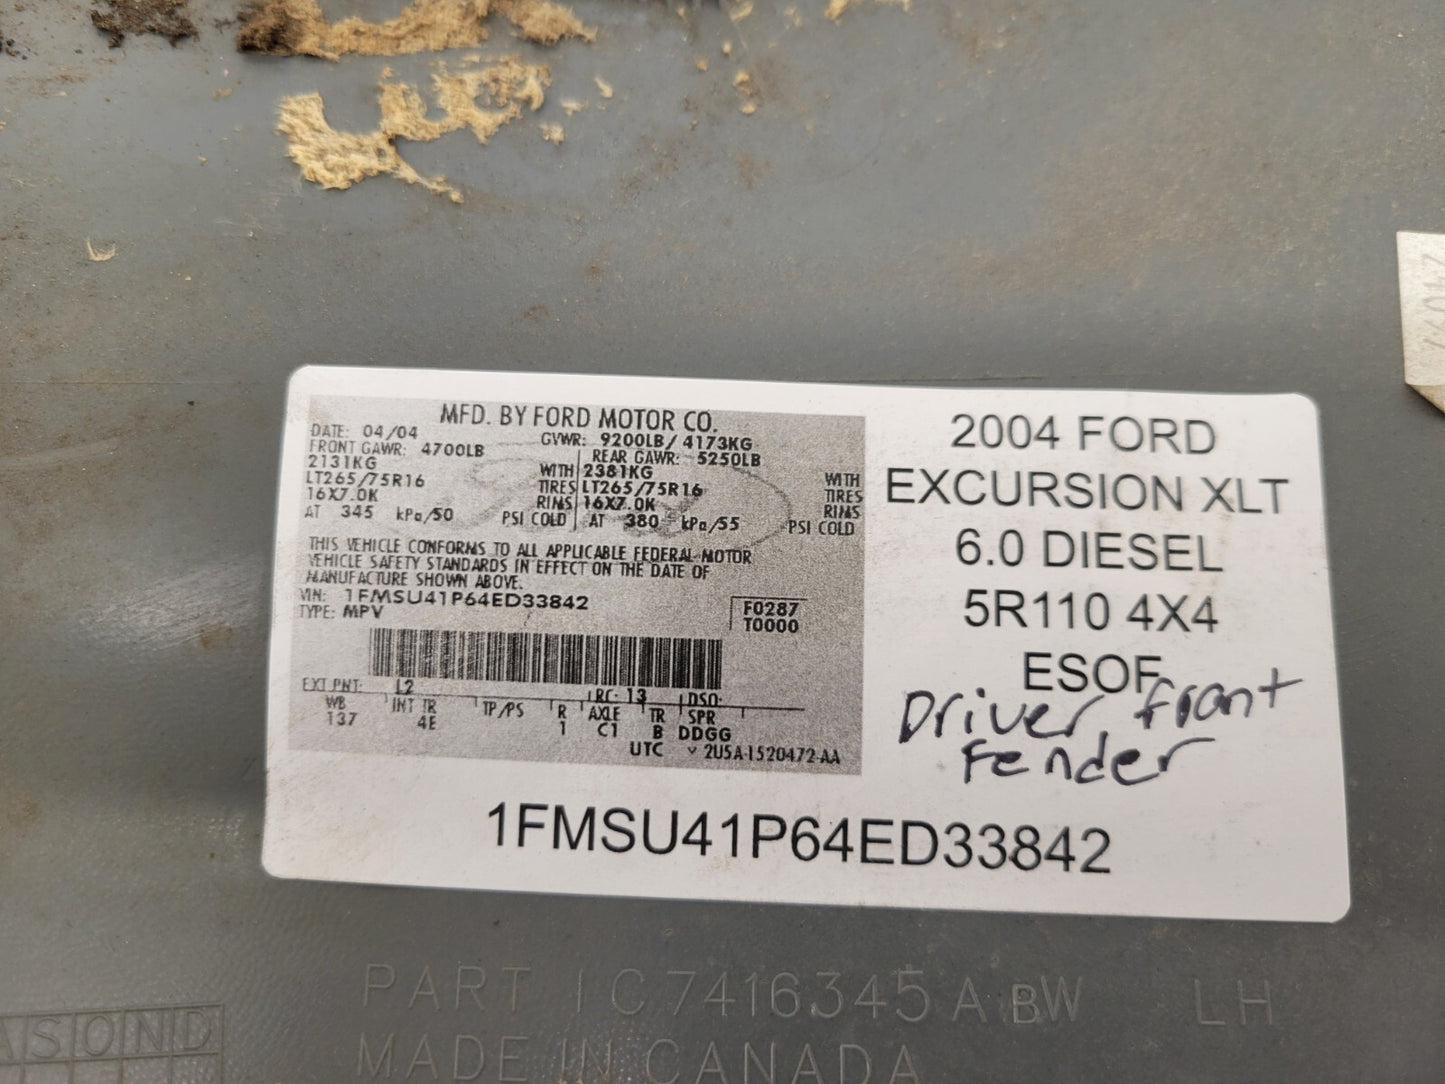 MFD. BY FORD MOTOR CO.
DATE: 04/04 GVWR: 9200LB/ 4173KG
FRONT GAWR: 4700LB REAR GAWR: 5250LB
2131KG WITH 2381KG WITH
LT265/75R16 TIRES LT265/75R16 TIRES
16X7.0K RIMS 16X7.0K RIMS
AT 345 kPa/50 PSI COLD AT 380 kPa/55 PSI COLD
THIS VEHICLE CONFORMS TO ALL APPLICABLE FEDERAL MOTOR
VEHICLE SAFETY STANDARDS IN EFFECT ON THE DATE OF
MANUFACTURE SHOWN ABOVE.
VIN: 1FMSU41P64ED33842 F0287
TYPE: MPV T0000
EXT PNT: L2 RC: 13 DSO:
WB INT TR TP/PS R AXLE TR SPR
137 4E 1 C1 B DDGG
UTC 2U5A-1520472-AA
2004 FORD
EXCURSION XLT
6.0 DIESEL
5R110 4X4
ESOF
Driver front
Fender
1FMSU41P64ED33842
PART 1C7416345A BW LH
MADE IN CANADA
ASOND